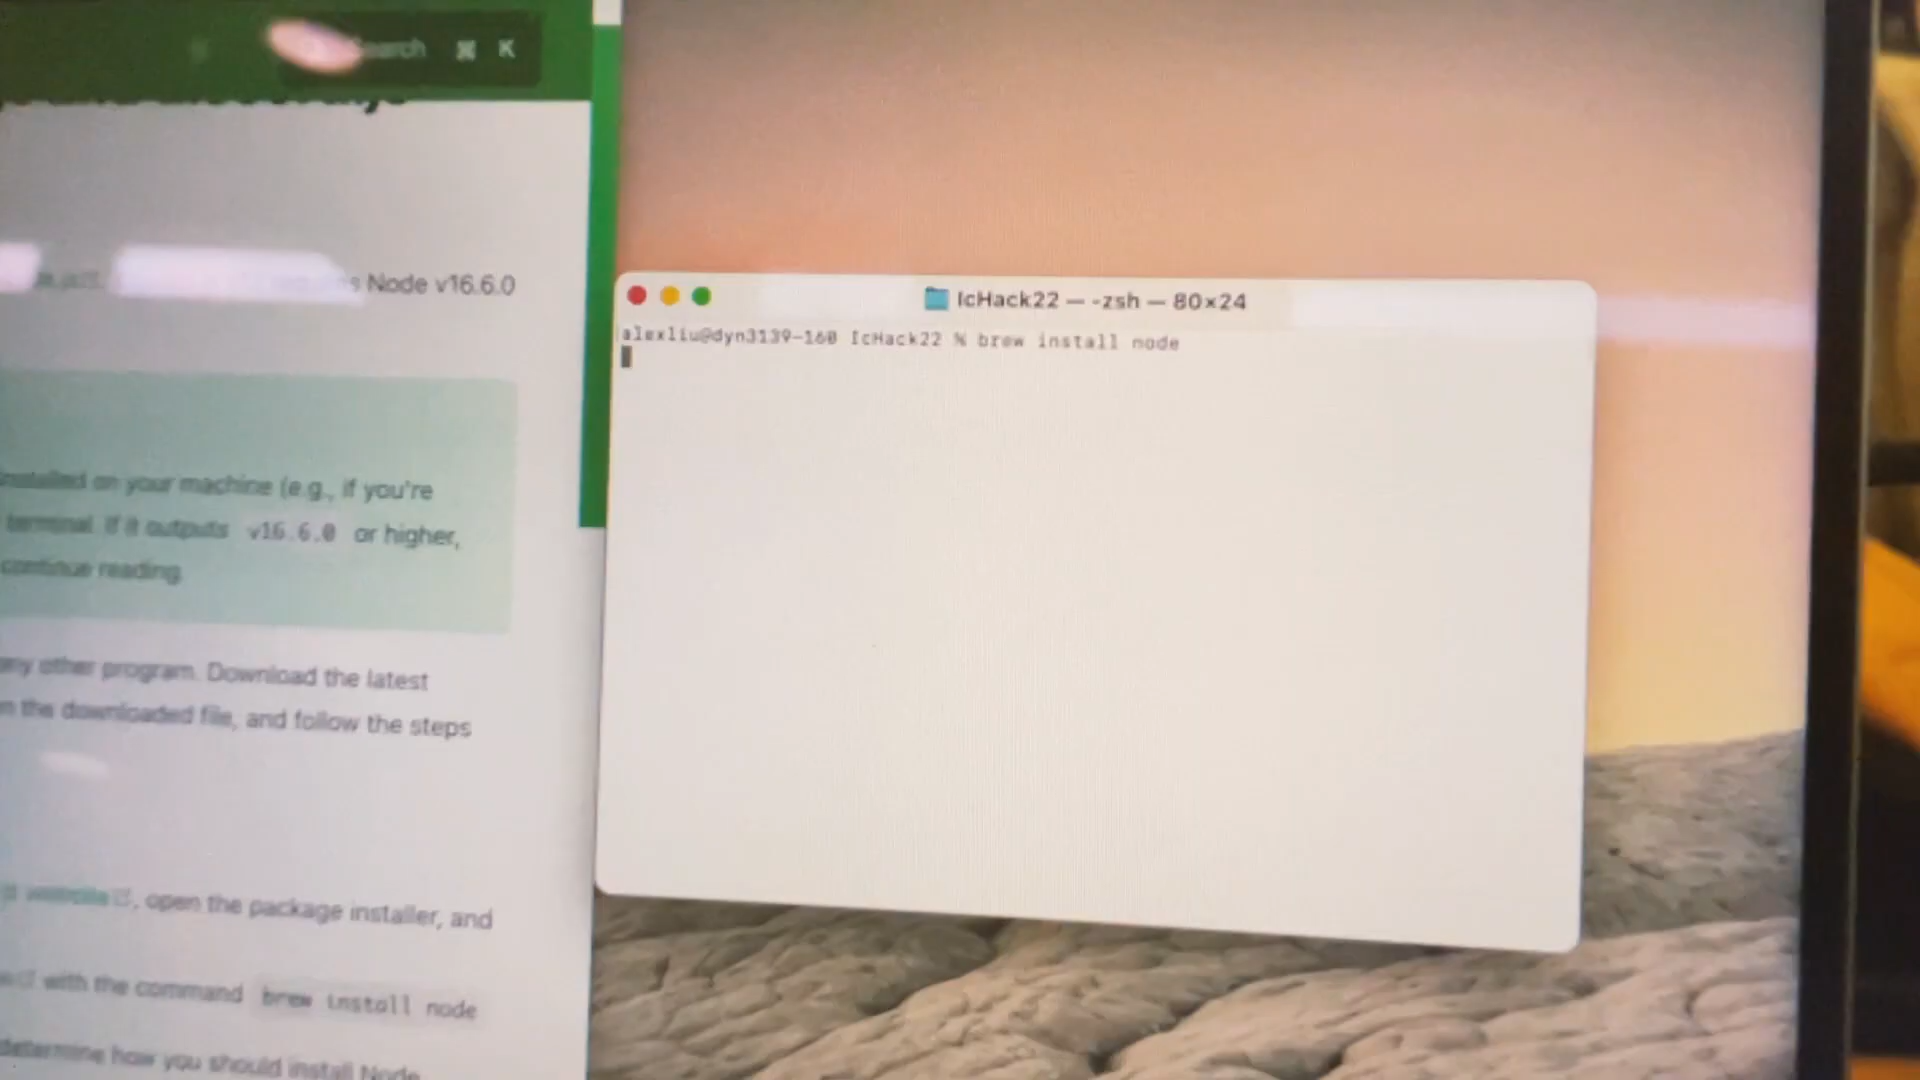 Search ⌘ K
Node v16.6.0
installed on your machine (e.g., if you're
terminal. If it outputs v16.6.0 or higher,
continue reading.
any other program. Download the latest
the downloaded file, and follow the steps
website, open the package installer, and
with the command brew install node
determine how you should install Node
IcHack22 — -zsh — 80×24
alexliu@dyn3139-160 IcHack22 % brew install node